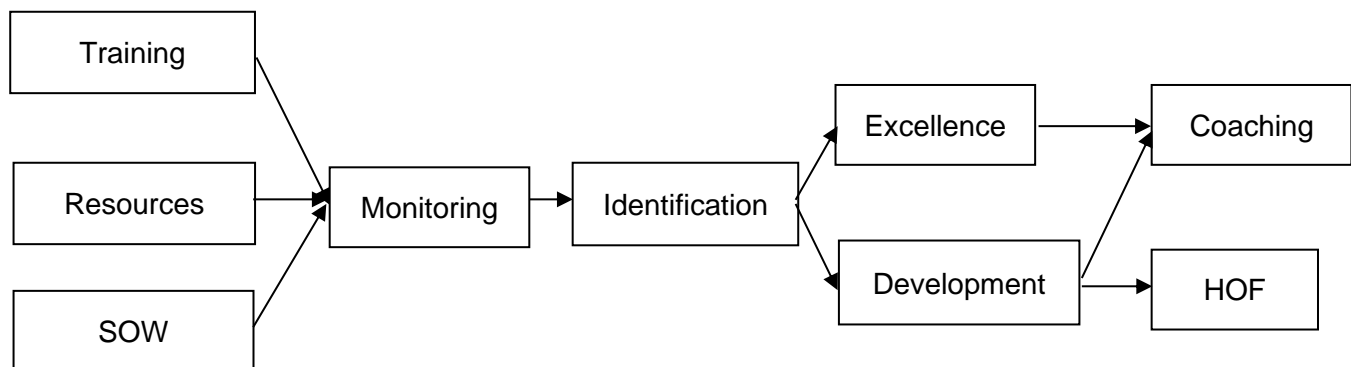 Training
Resources
SOW
Monitoring
Identification
Excellence
Development
Coaching
HOF